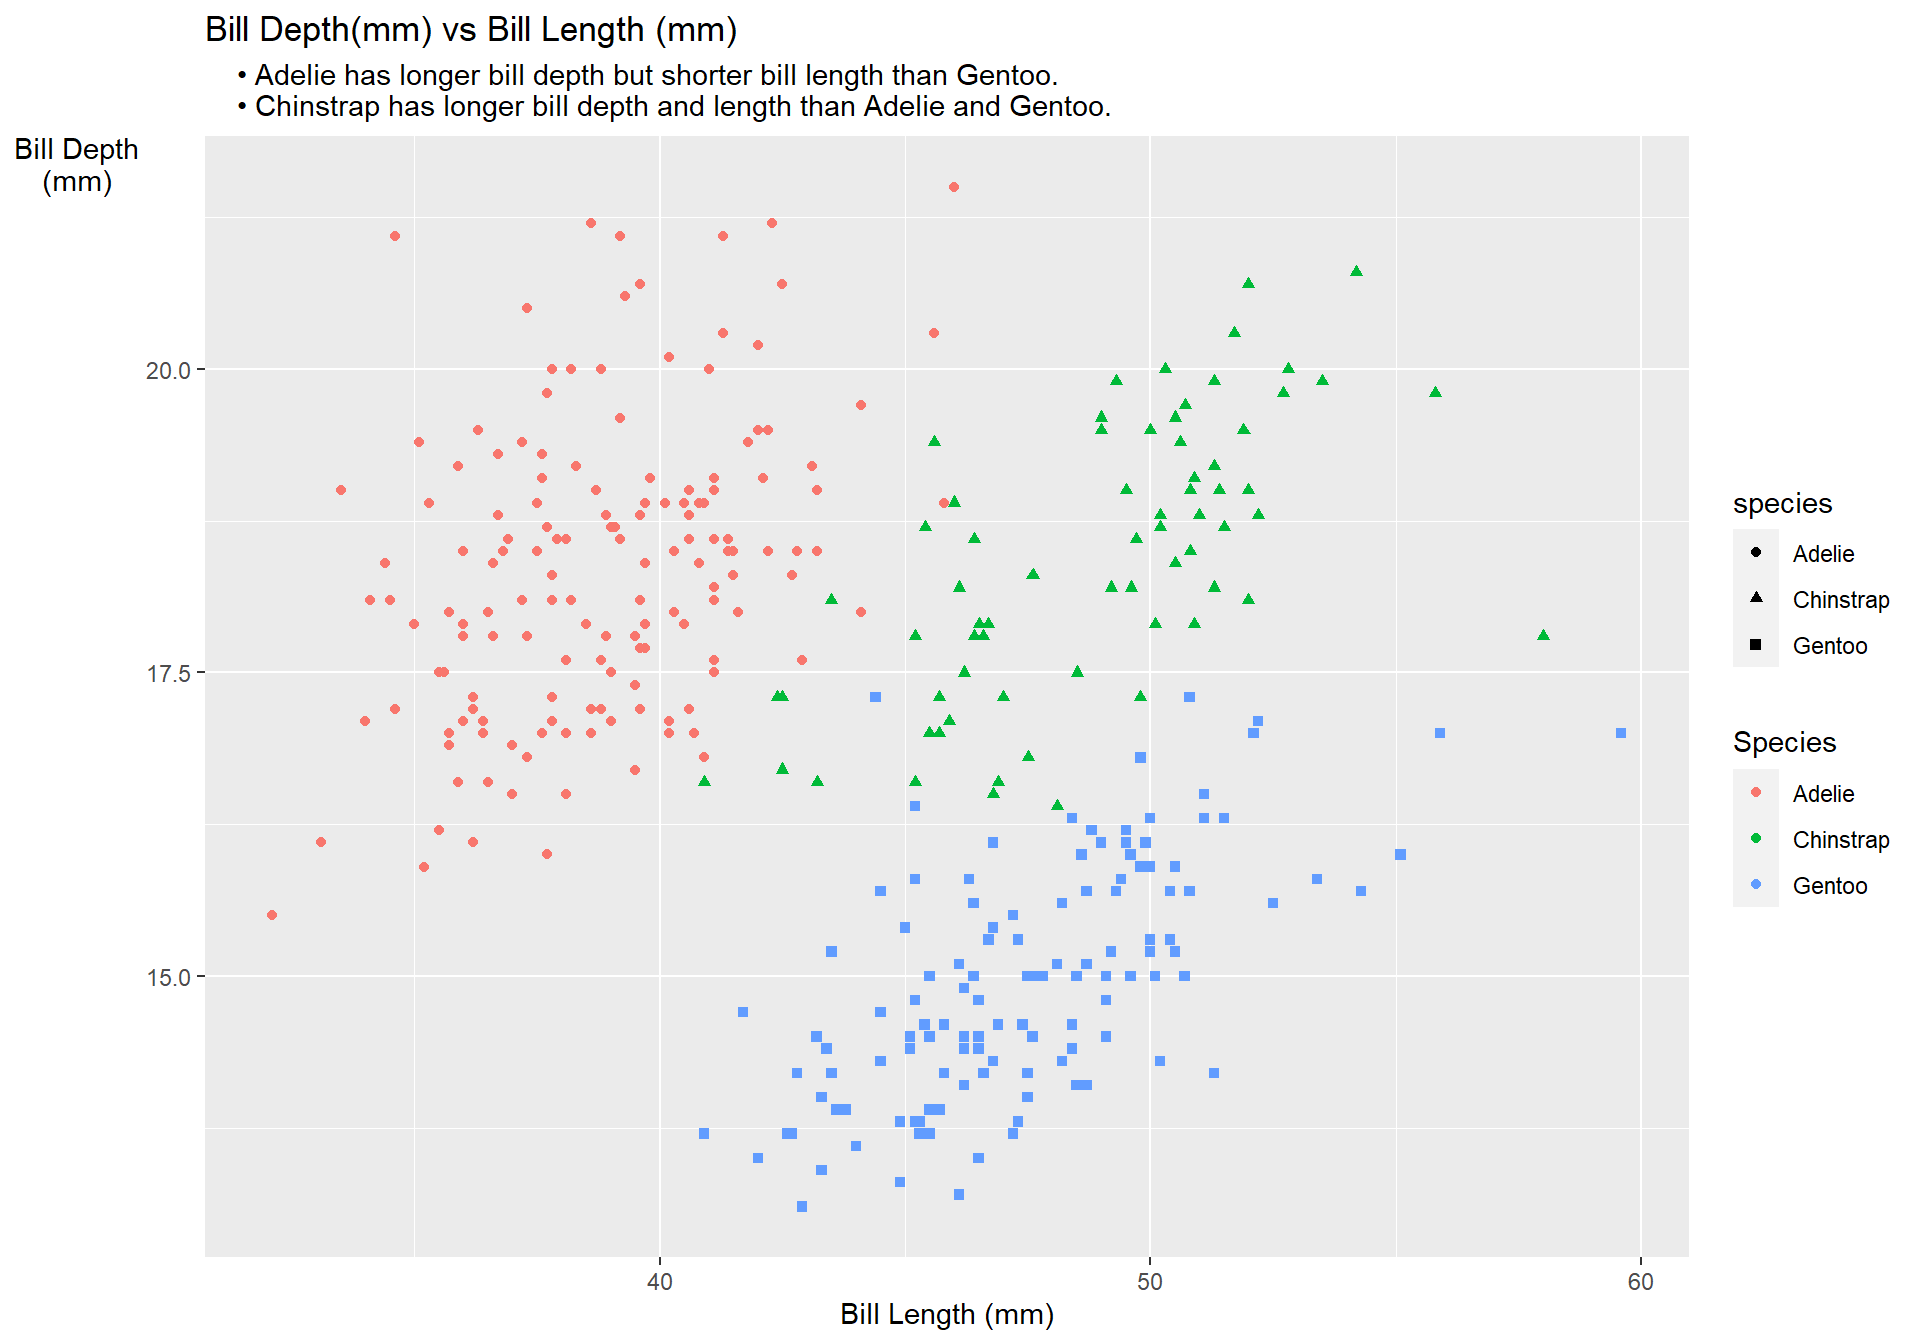 Bill Depth(mm) vs Bill Length (mm)
• Adelie has longer bill depth but shorter bill length than Gentoo.
• Chinstrap has longer bill depth and length than Adelie and Gentoo.
Bill Depth
(mm)
20.0
17.5
15.0
40
50
60
Bill Length (mm)
species
Adelie
Chinstrap
Gentoo
Species
Adelie
Chinstrap
Gentoo